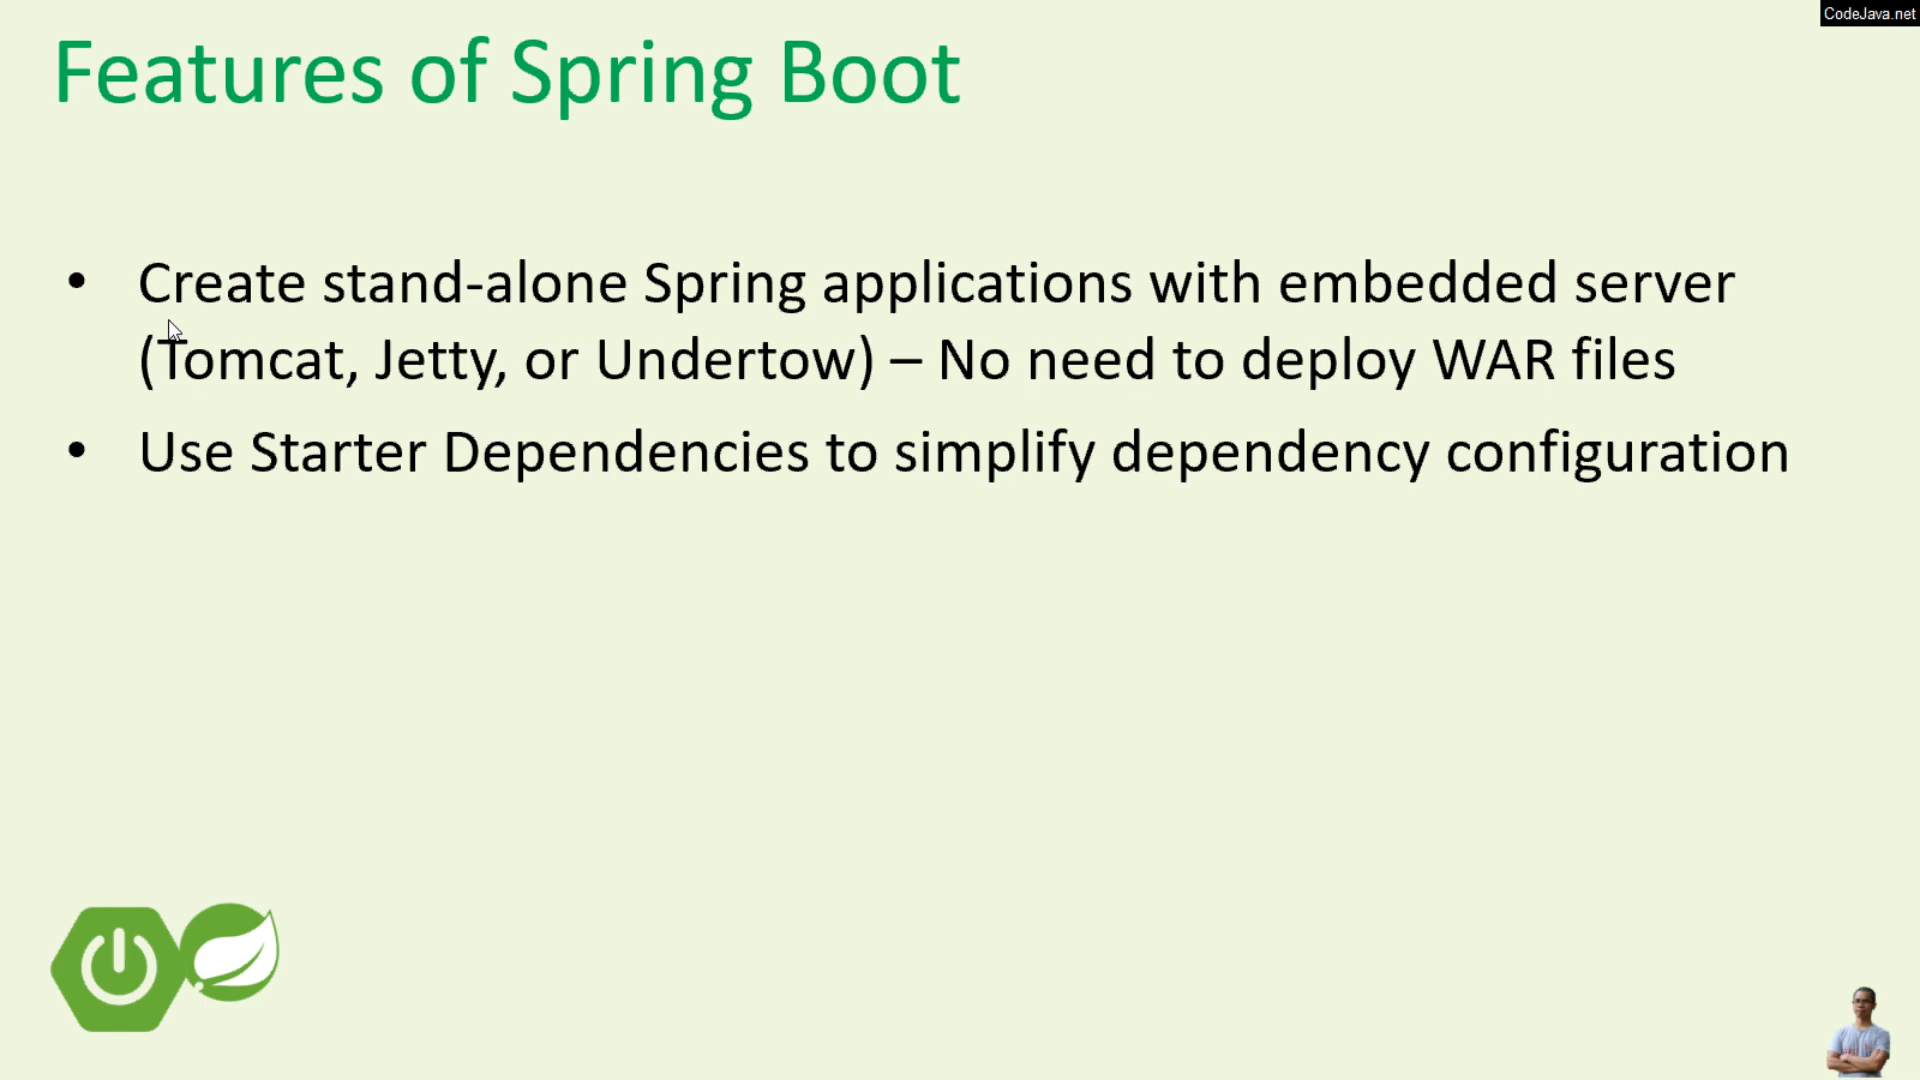 CodeJava.net
Features of Spring Boot
• Create stand-alone Spring applications with embedded server
(Tomcat, Jetty, or Undertow) – No need to deploy WAR files
• Use Starter Dependencies to simplify dependency configuration